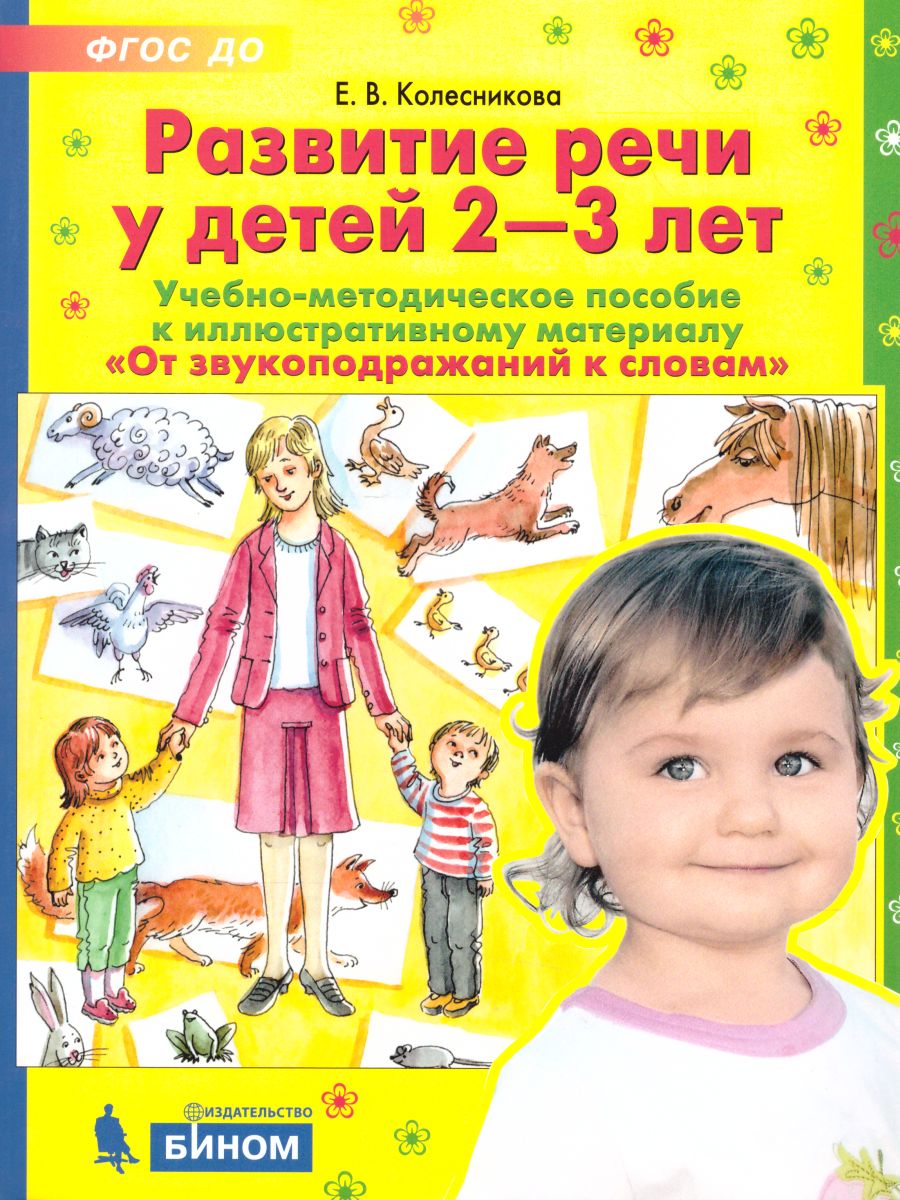 ФГОС ДО
Е. В. Колесникова
Развитие речи
у детей 2—3 лет
Учебно-методическое пособие
к иллюстративному материалу
«От звукоподражаний к словам»
ИЗДАТЕЛЬСТВО
БИНОМ